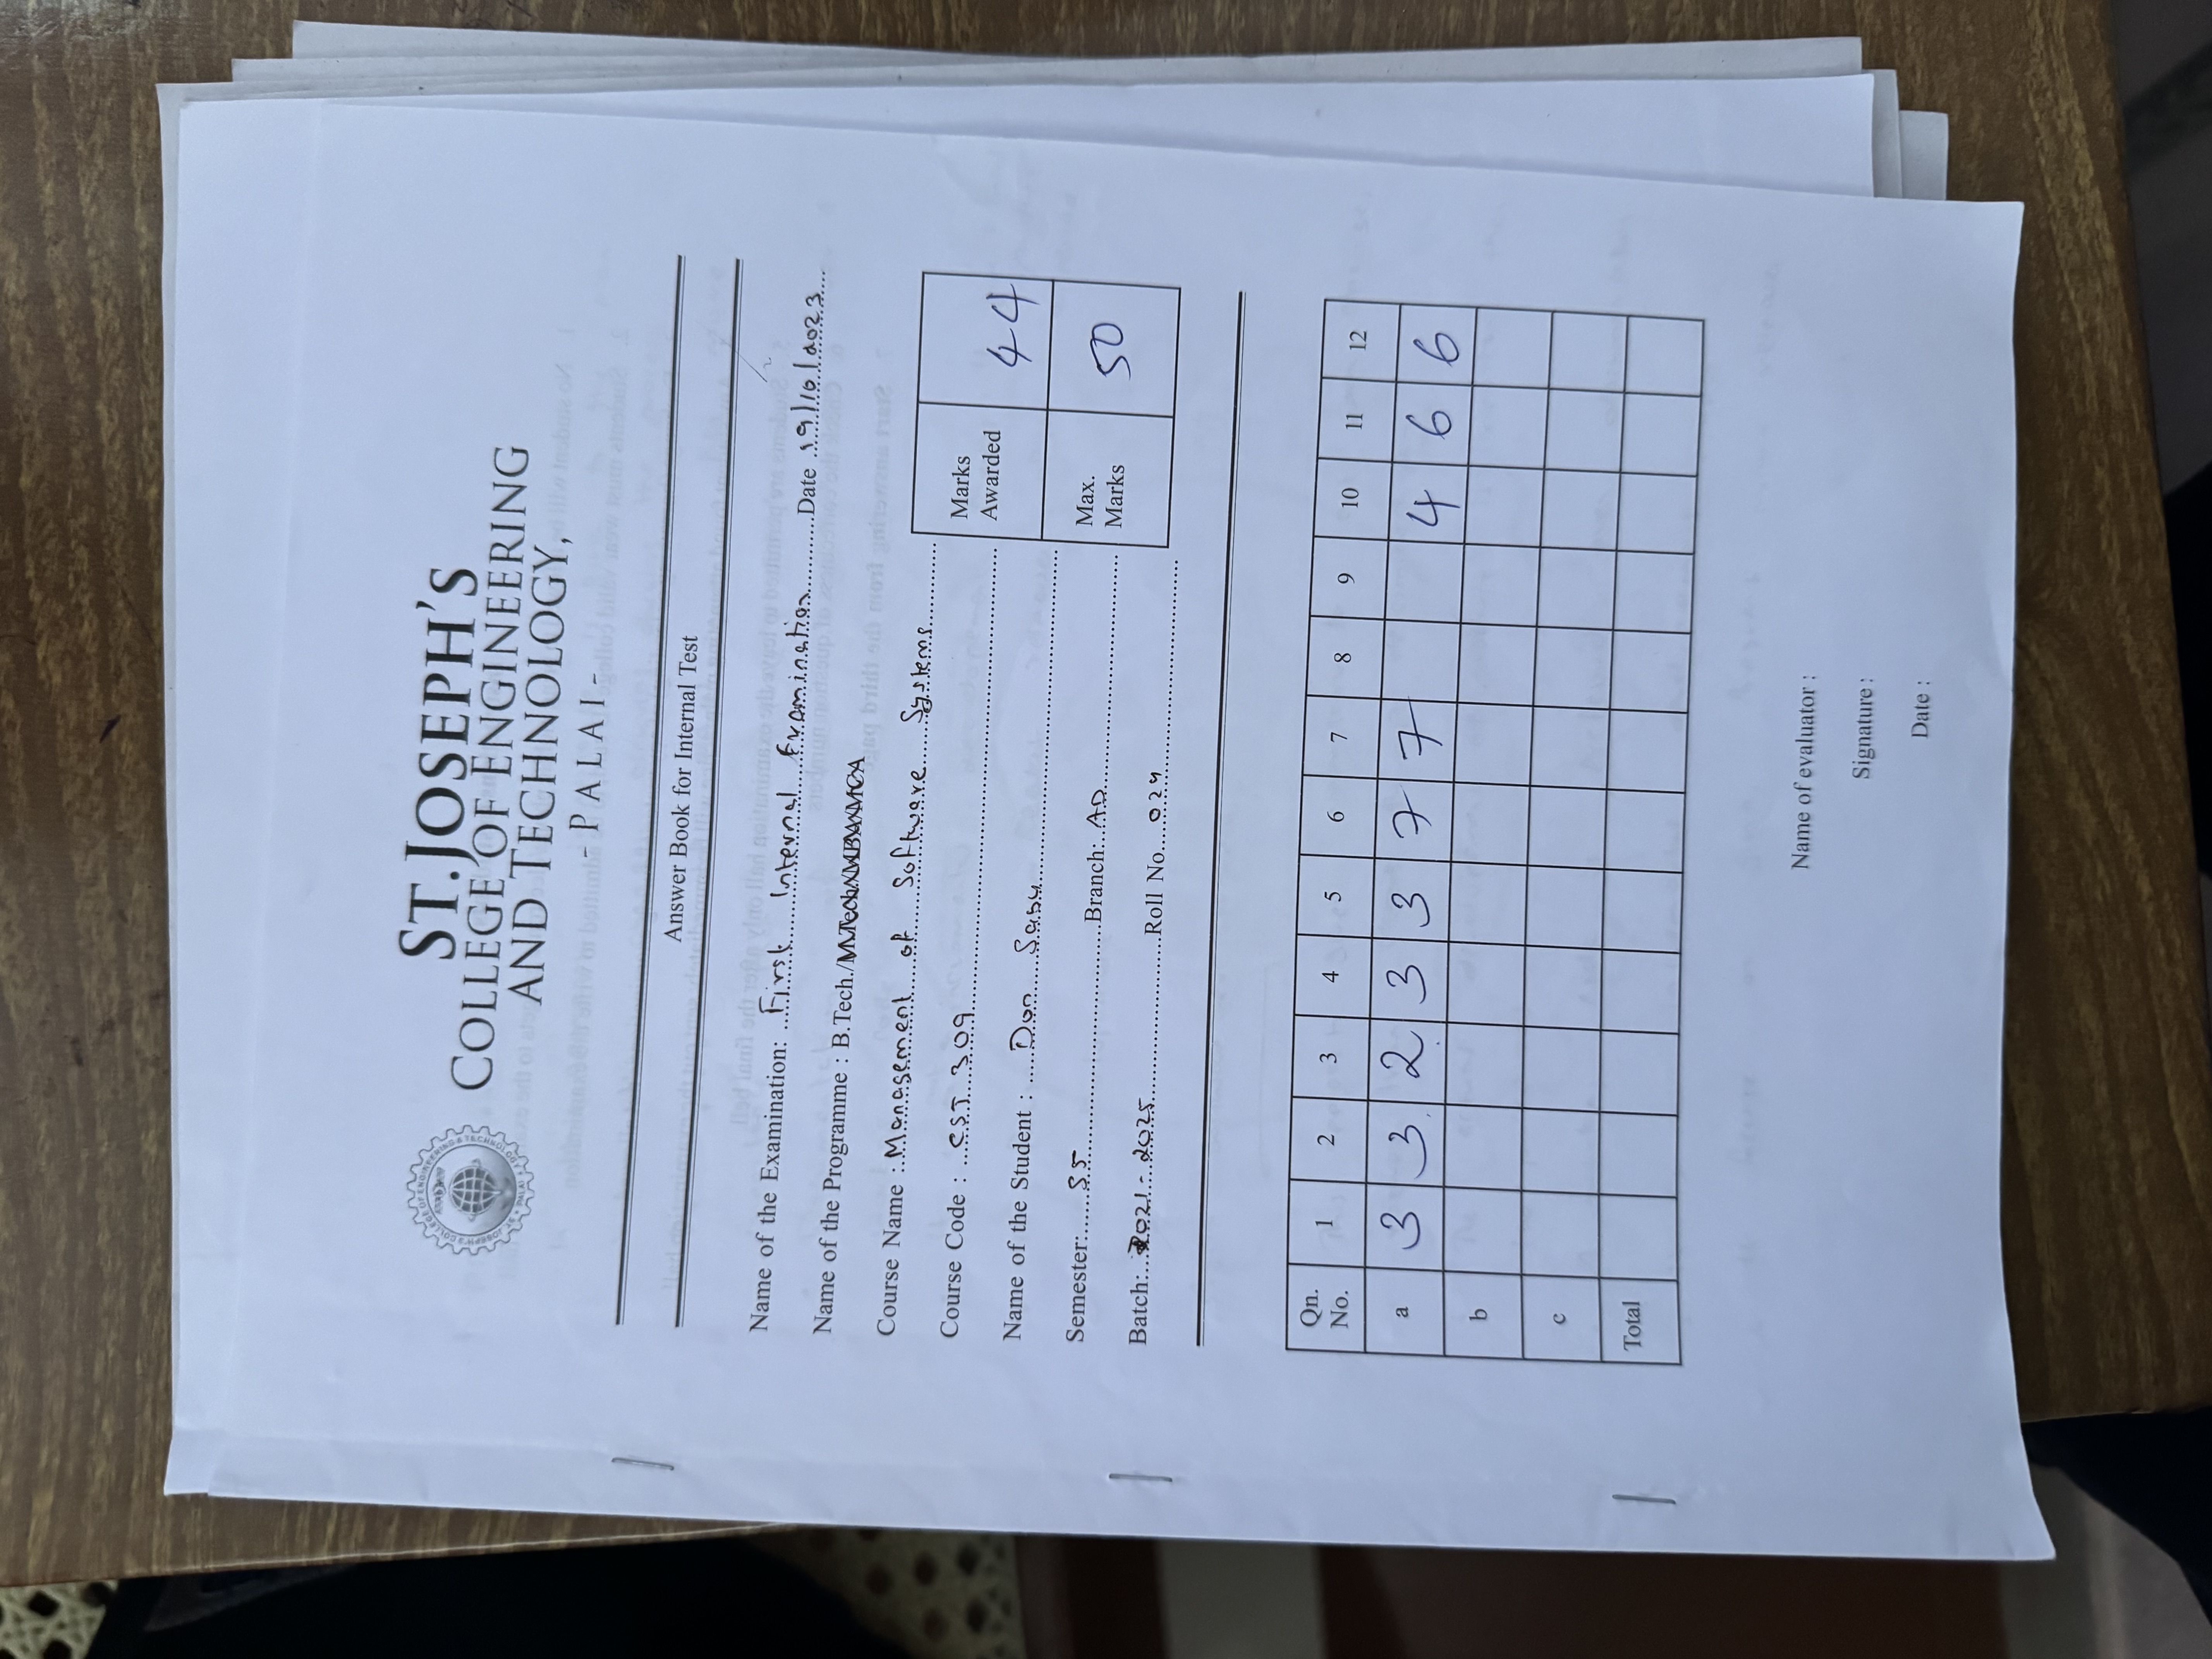 ST.JOSEPH'S
COLLEGE OF ENGINEERING
AND TECHNOLOGY,
- PALAI -
Answer Book for Internal Test
Name of the Examination: First Internal Examination Date 19/10/2023
Name of the Programme : B.Tech./M.Tech./MBA/MCA
Course Name : Management of Software Systems
Course Code : CST 309
Marks Awarded 44
Name of the Student : Don Sabu
Semester: S5 Branch: AD
Max. Marks 50
Batch: 2021-2025 Roll No. 029
Qn. No. 1 2 3 4 5 6 7 8 9 10 11 12
a 3 3 2 3 3 7 7 4 6 6
b
c
Total
Name of evaluator :
Signature :
Date :